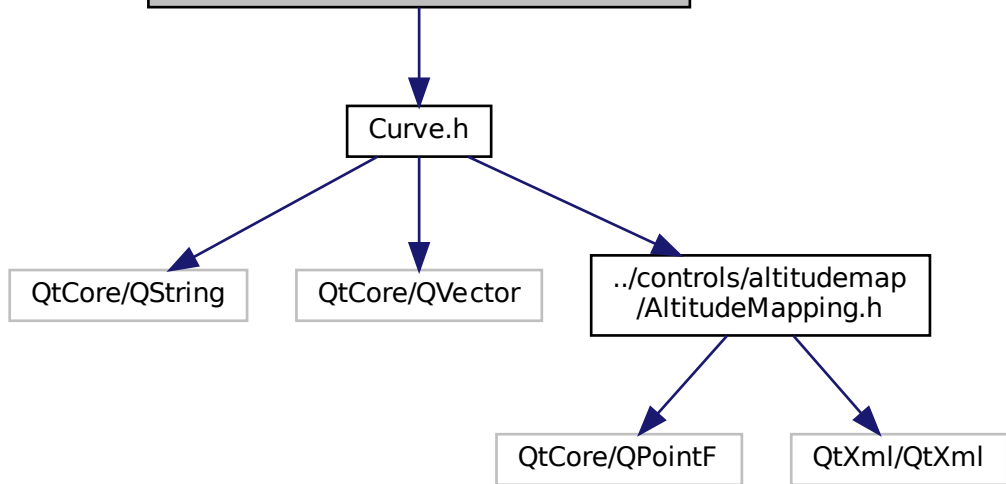 Curve.h
QtCore/QString
QtCore/QVector
../controls/altitudemap
/AltitudeMapping.h
QtCore/QPointF
QtXml/QtXml